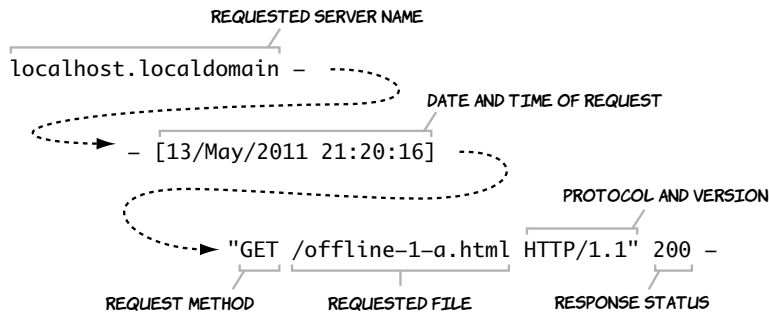 REQUESTED SERVER NAME
localhost.localdomain –
DATE AND TIME OF REQUEST
– [13/May/2011 21:20:16]
PROTOCOL AND VERSION
"GET /offline–1–a.html HTTP/1.1" 200 –
REQUEST METHOD REQUESTED FILE RESPONSE STATUS